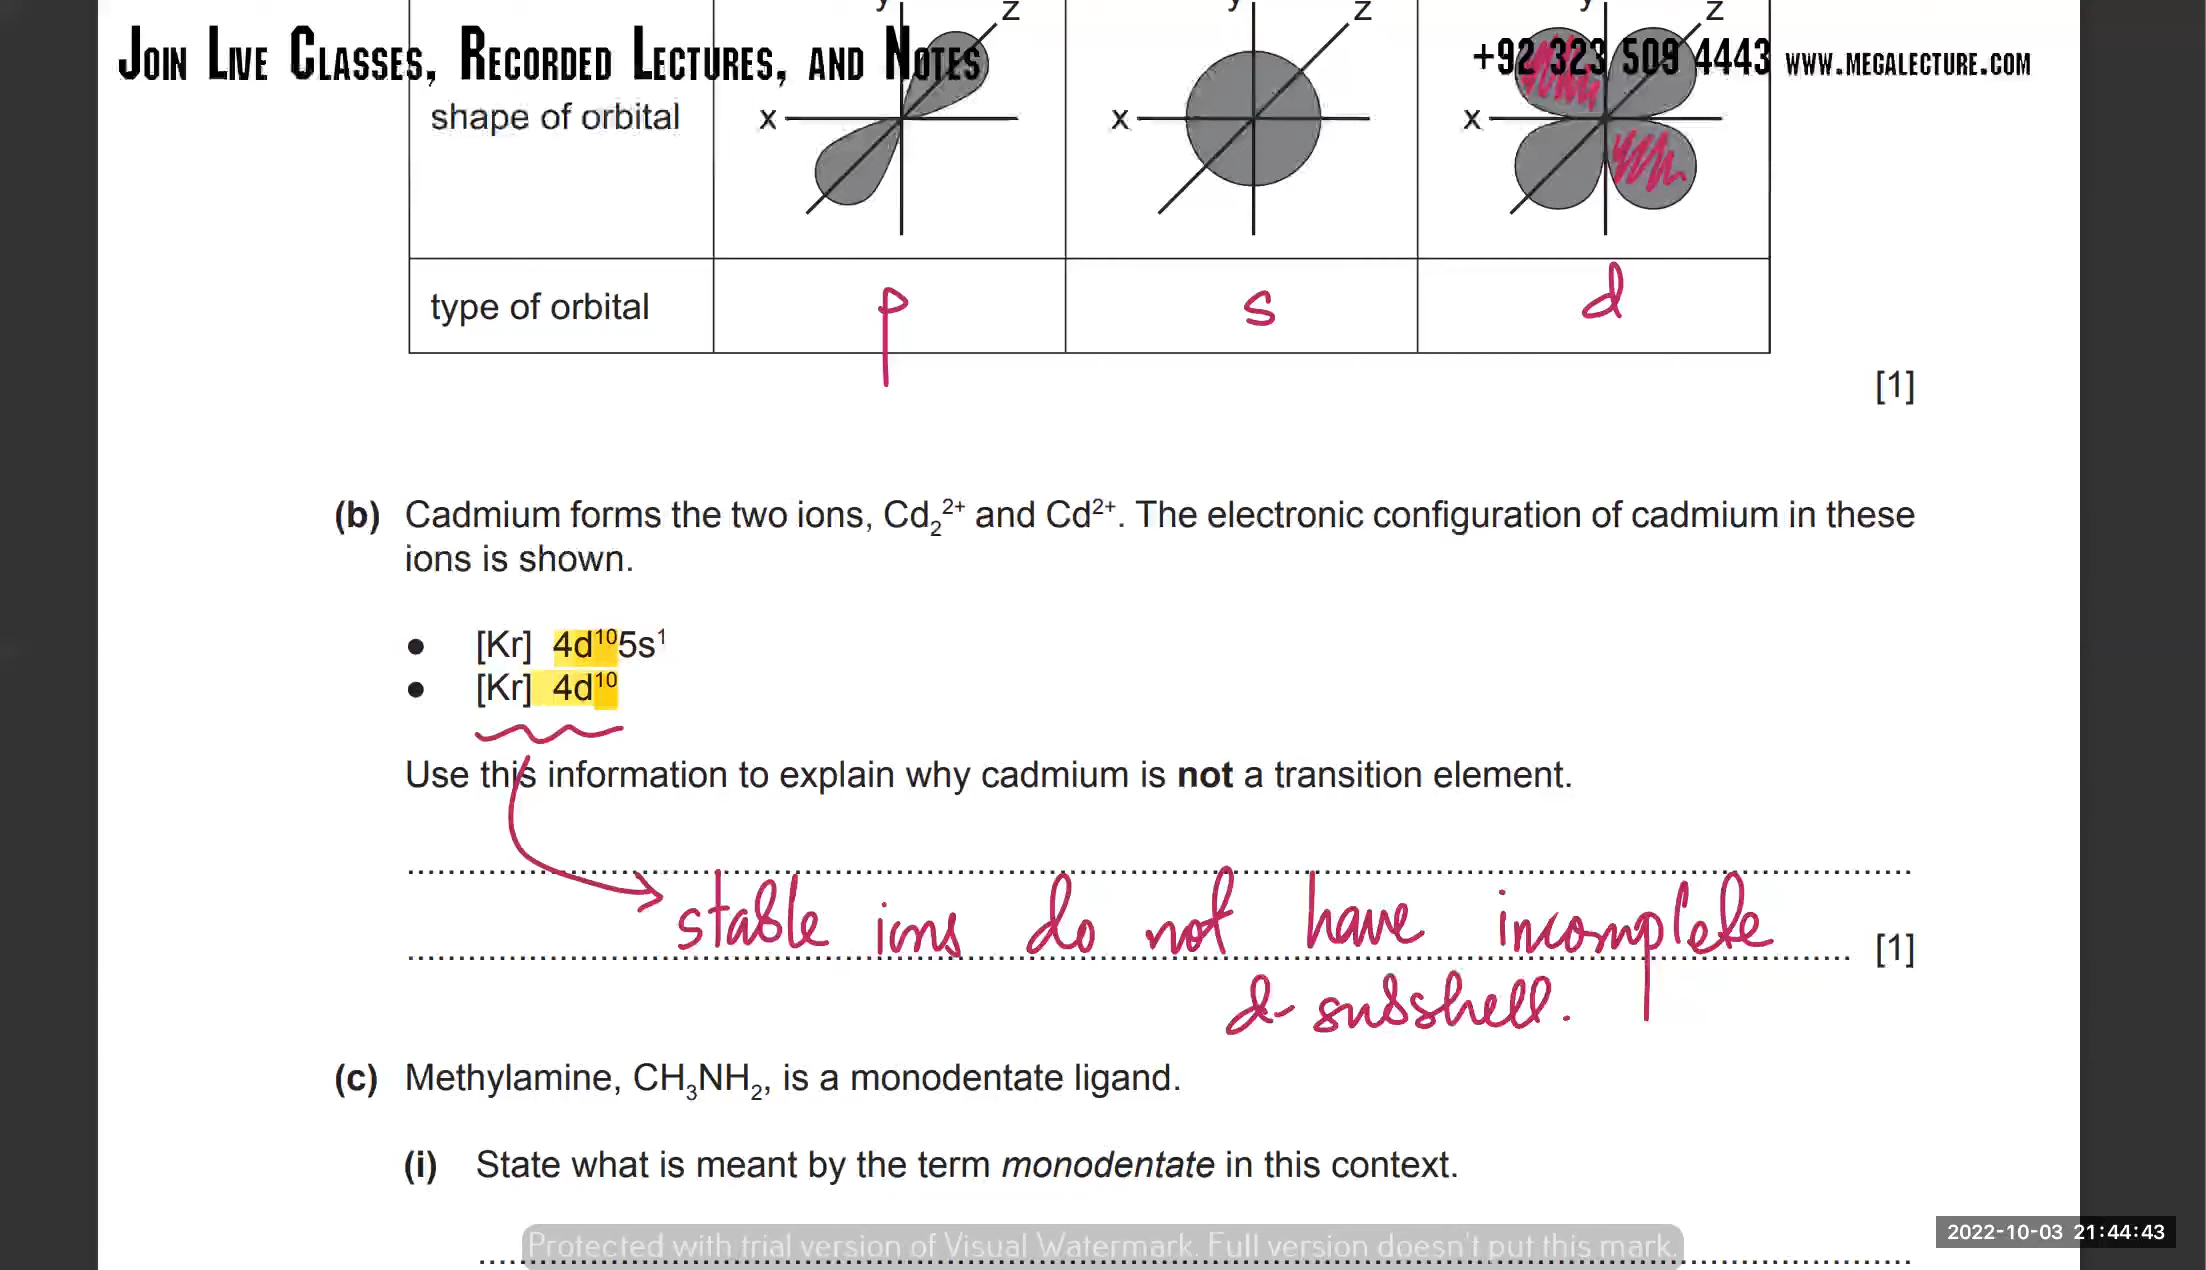 y z y z y z
JOIN LIVE CLASSES, RECORDED LECTURES, AND NOTES +92 323 509 4443 WWW.MEGALECTURE.COM
shape of orbital x x x
type of orbital p s d
[1]
(b) Cadmium forms the two ions, Cd₂²⁺ and Cd²⁺. The electronic configuration of cadmium in these
ions is shown.
● [Kr] 4d¹⁰5s¹
● [Kr] 4d¹⁰
Use this information to explain why cadmium is not a transition element.
stable ions do not have incomplete
[1]
d subshell.
(c) Methylamine, CH₃NH₂, is a monodentate ligand.
(i) State what is meant by the term monodentate in this context.
Protected with trial version of Visual Watermark. Full version doesn't put this mark.
2022-10-03 21:44:43